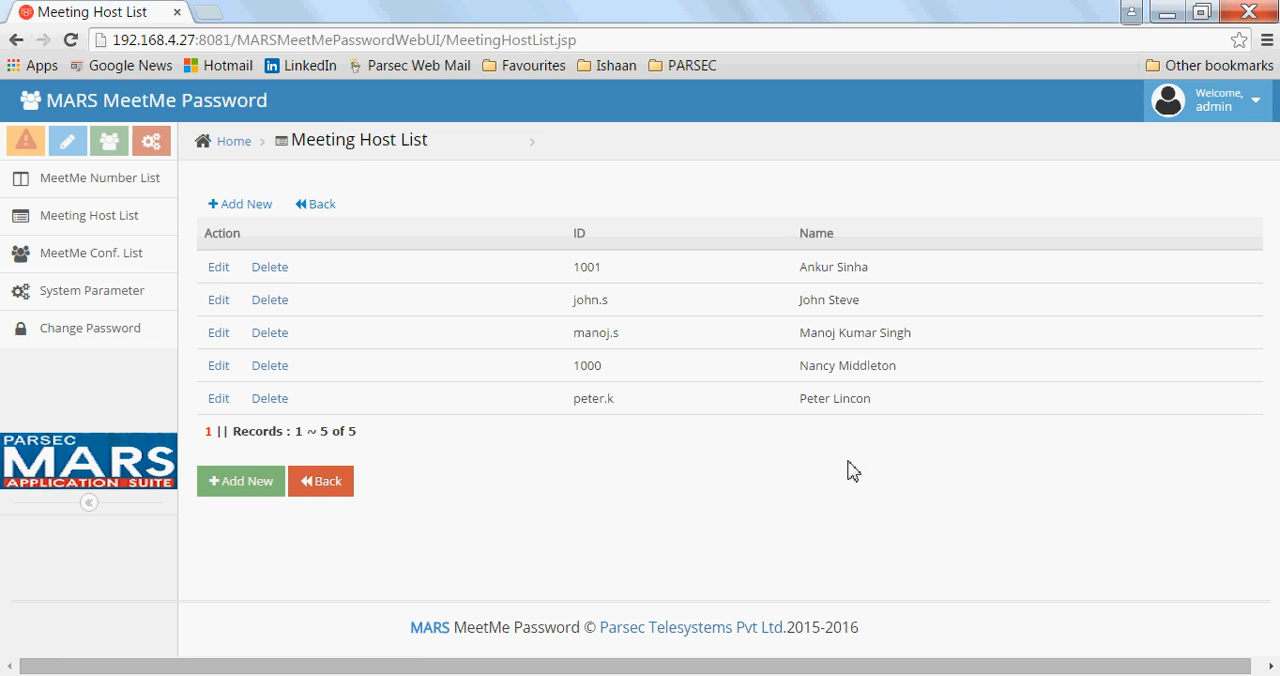 Meeting Host List
192.168.4.27:8081/MARSMeetMePasswordWebUI/MeetingHostList.jsp
Apps Google News Hotmail LinkedIn Parsec Web Mail Favourites Ishaan PARSEC Other bookmarks
MARS MeetMe Password
Welcome,
admin
Home Meeting Host List
MeetMe Number List
Meeting Host List
MeetMe Conf. List
System Parameter
Change Password
PARSEC
MARS
APPLICATION SUITE
Add New Back
Action ID Name
Edit Delete 1001 Ankur Sinha
Edit Delete john.s John Steve
Edit Delete manoj.s Manoj Kumar Singh
Edit Delete 1000 Nancy Middleton
Edit Delete peter.k Peter Lincon
1 || Records : 1 ~ 5 of 5
Add New Back
MARS MeetMe Password © Parsec Telesystems Pvt Ltd.2015-2016